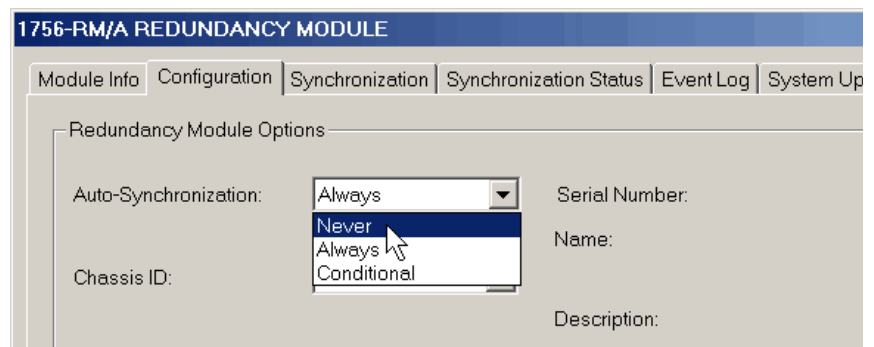 1756-RM/A REDUNDANCY MODULE
Module Info Configuration Synchronization Synchronization Status Event Log System Up
Redundancy Module Options
Auto-Synchronization: Always Serial Number:
Never
Always Name:
Conditional
Chassis ID:
Description: